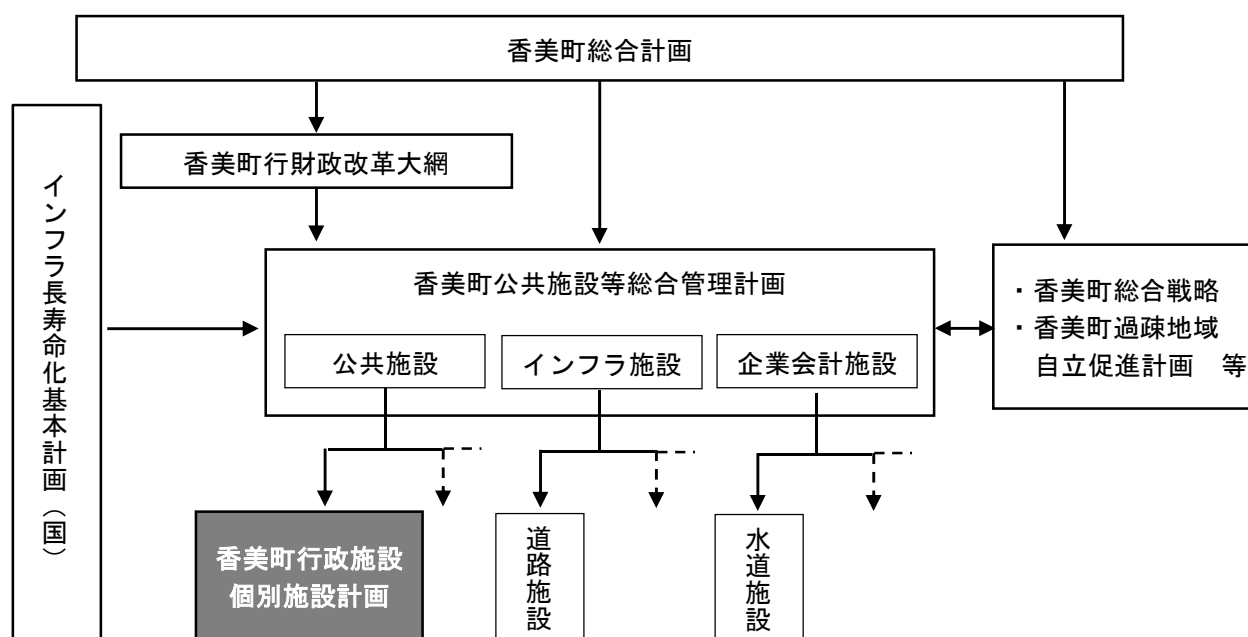 香美町総合計画
香美町行財政改革大綱
インフラ長寿命化基本計画（国）
香美町公共施設等総合管理計画
公共施設
インフラ施設
企業会計施設
・香美町総合戦略
・香美町過疎地域
自立促進計画　等
香美町行政施設
個別施設計画
道路施設
水道施設